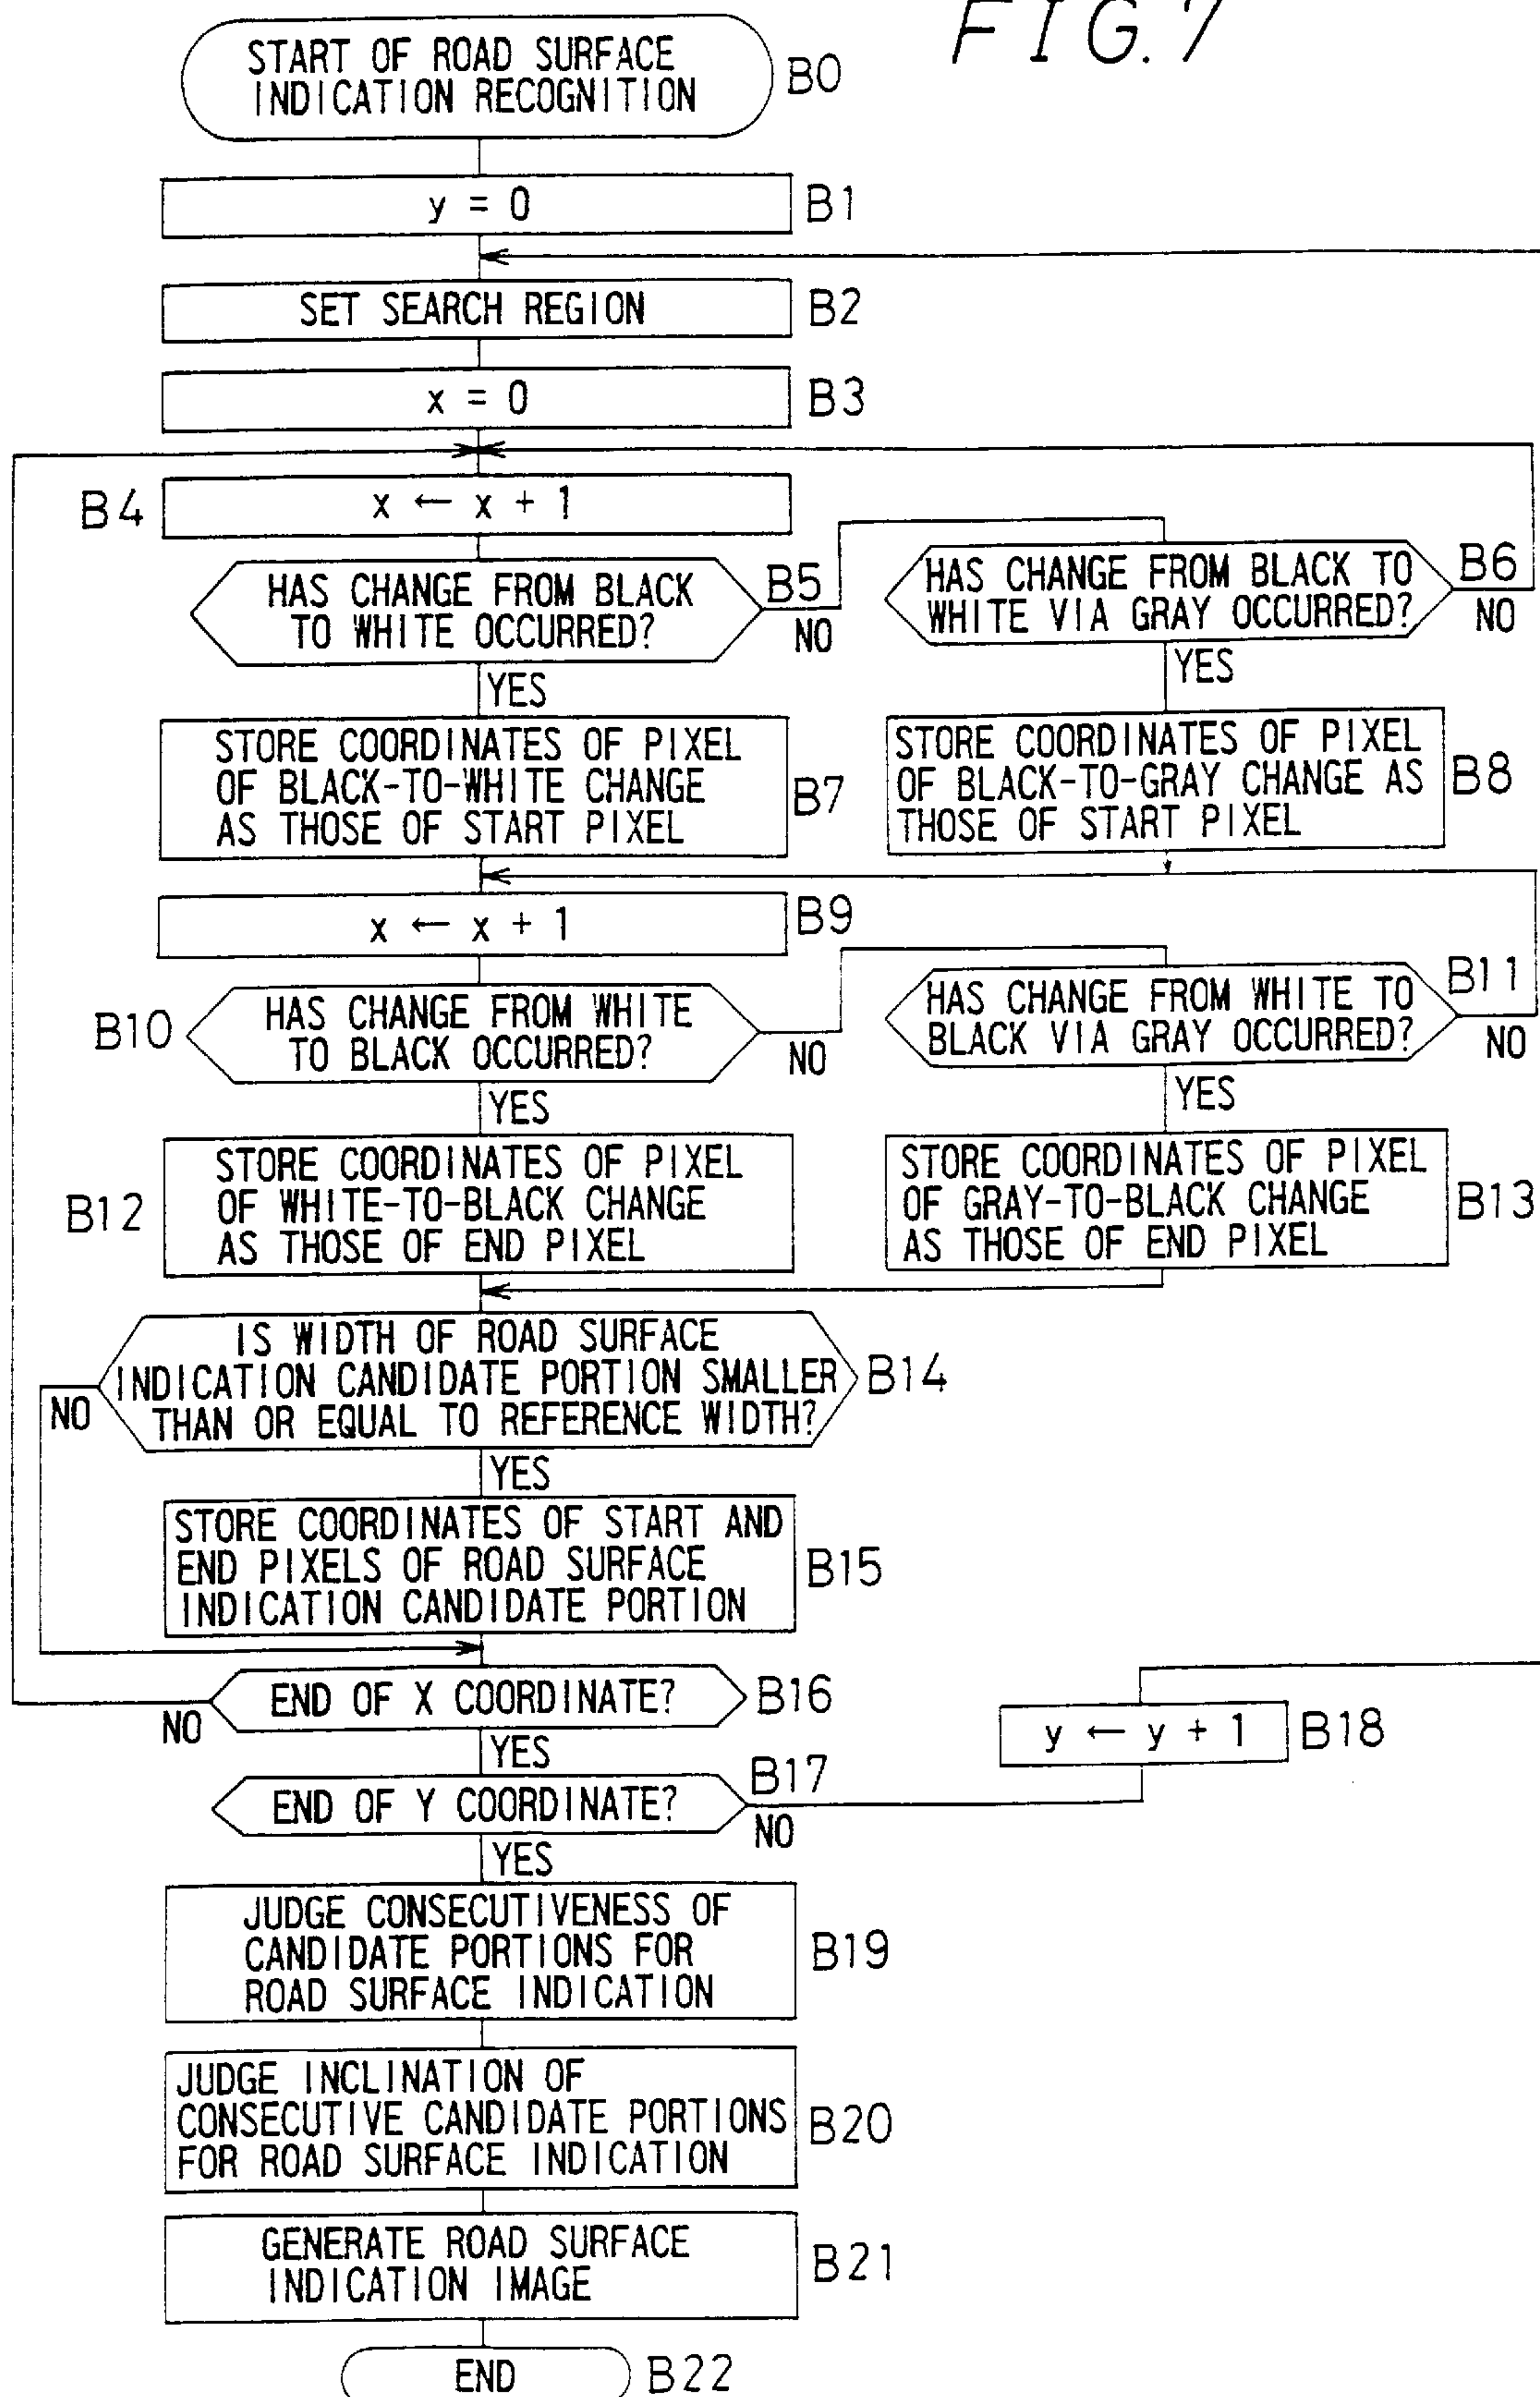 FIG.7
START OF ROAD SURFACE
INDICATION RECOGNITION
B0
y = 0
B1
SET SEARCH REGION
B2
x = 0
B3
B4
x ← x + 1
HAS CHANGE FROM BLACK
TO WHITE OCCURRED?
B5
NO
HAS CHANGE FROM BLACK TO
WHITE VIA GRAY OCCURRED?
B6
NO
YES
YES
STORE COORDINATES OF PIXEL
OF BLACK-TO-WHITE CHANGE
AS THOSE OF START PIXEL
B7
STORE COORDINATES OF PIXEL
OF BLACK-TO-GRAY CHANGE AS
THOSE OF START PIXEL
B8
x ← x + 1
B9
B10
HAS CHANGE FROM WHITE
TO BLACK OCCURRED?
NO
HAS CHANGE FROM WHITE TO
BLACK VIA GRAY OCCURRED?
B11
NO
YES
YES
B12
STORE COORDINATES OF PIXEL
OF WHITE-TO-BLACK CHANGE
AS THOSE OF END PIXEL
STORE COORDINATES OF PIXEL
OF GRAY-TO-BLACK CHANGE
AS THOSE OF END PIXEL
B13
IS WIDTH OF ROAD SURFACE
INDICATION CANDIDATE PORTION SMALLER
THAN OR EQUAL TO REFERENCE WIDTH?
B14
NO
YES
STORE COORDINATES OF START AND
END PIXELS OF ROAD SURFACE
INDICATION CANDIDATE PORTION
B15
END OF X COORDINATE?
B16
NO
YES
END OF Y COORDINATE?
B17
NO
y ← y + 1
B18
YES
JUDGE CONSECUTIVENESS OF
CANDIDATE PORTIONS FOR
ROAD SURFACE INDICATION
B19
JUDGE INCLINATION OF
CONSECUTIVE CANDIDATE PORTIONS
FOR ROAD SURFACE INDICATION
B20
GENERATE ROAD SURFACE
INDICATION IMAGE
B21
END
B22